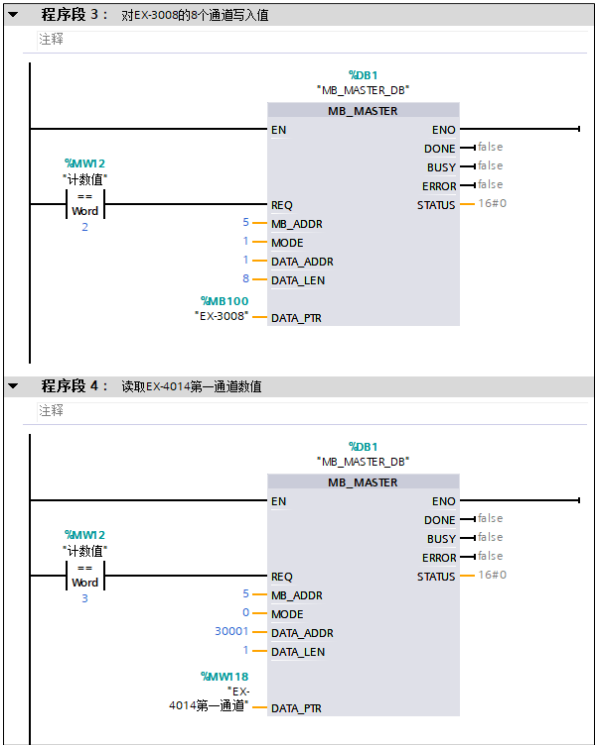 程序段 3： 对EX-3008的8个通道写入值
注释
%DB1
"MB_MASTER_DB"
MB_MASTER
EN ENO
DONE false
BUSY false
ERROR false
%MW12
"计数值"
==
Word
2
REQ STATUS 16#0
5 MB_ADDR
1 MODE
1 DATA_ADDR
8 DATA_LEN
%MB100
"EX-3008" DATA_PTR
程序段 4： 读取EX-4014第一通道数值
注释
%DB1
"MB_MASTER_DB"
MB_MASTER
EN ENO
DONE false
BUSY false
ERROR false
%MW12
"计数值"
==
Word
3
REQ STATUS 16#0
5 MB_ADDR
0 MODE
30001 DATA_ADDR
1 DATA_LEN
%MW118
"EX-
4014第一通道" DATA_PTR